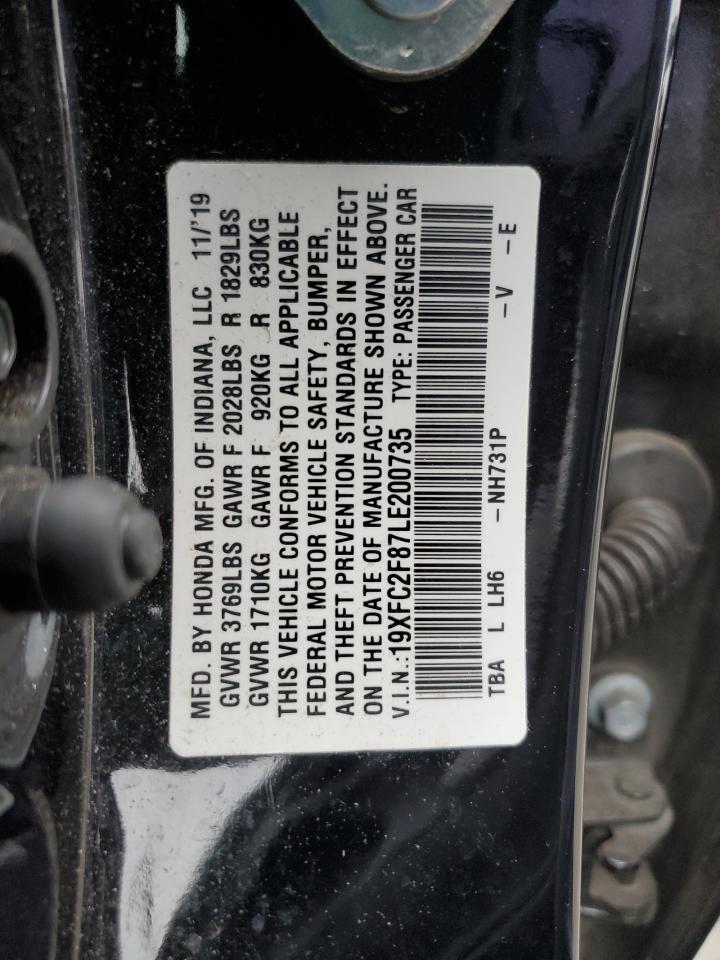 MFD. BY HONDA MFG. OF INDIANA, LLC 11/'19
GVWR 3769LBS GAWR F 2028LBS R 1829LBS
GVWR 1710KG GAWR F 920KG R 830KG
THIS VEHICLE CONFORMS TO ALL APPLICABLE
FEDERAL MOTOR VEHICLE SAFETY, BUMPER,
AND THEFT PREVENTION STANDARDS IN EFFECT
ON THE DATE OF MANUFACTURE SHOWN ABOVE.
V.I.N.:19XFC2F87LE200735 TYPE: PASSENGER CAR
TBA L LH6 -NH731P -V -E